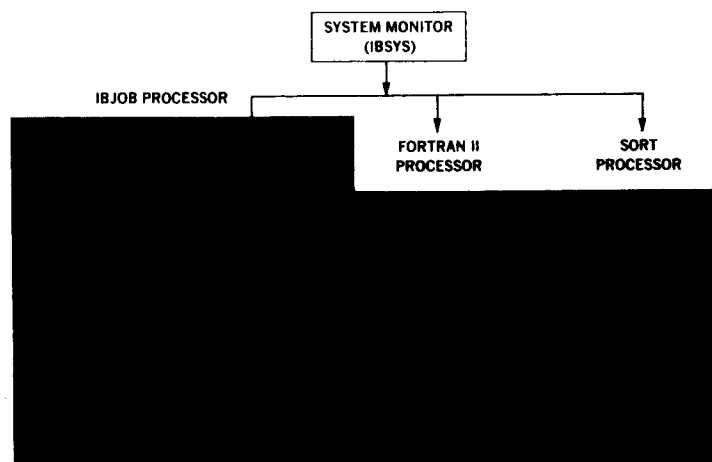 SYSTEM MONITOR
(IBSYS)
IBJOB PROCESSOR
FORTRAN II
PROCESSOR
SORT
PROCESSOR